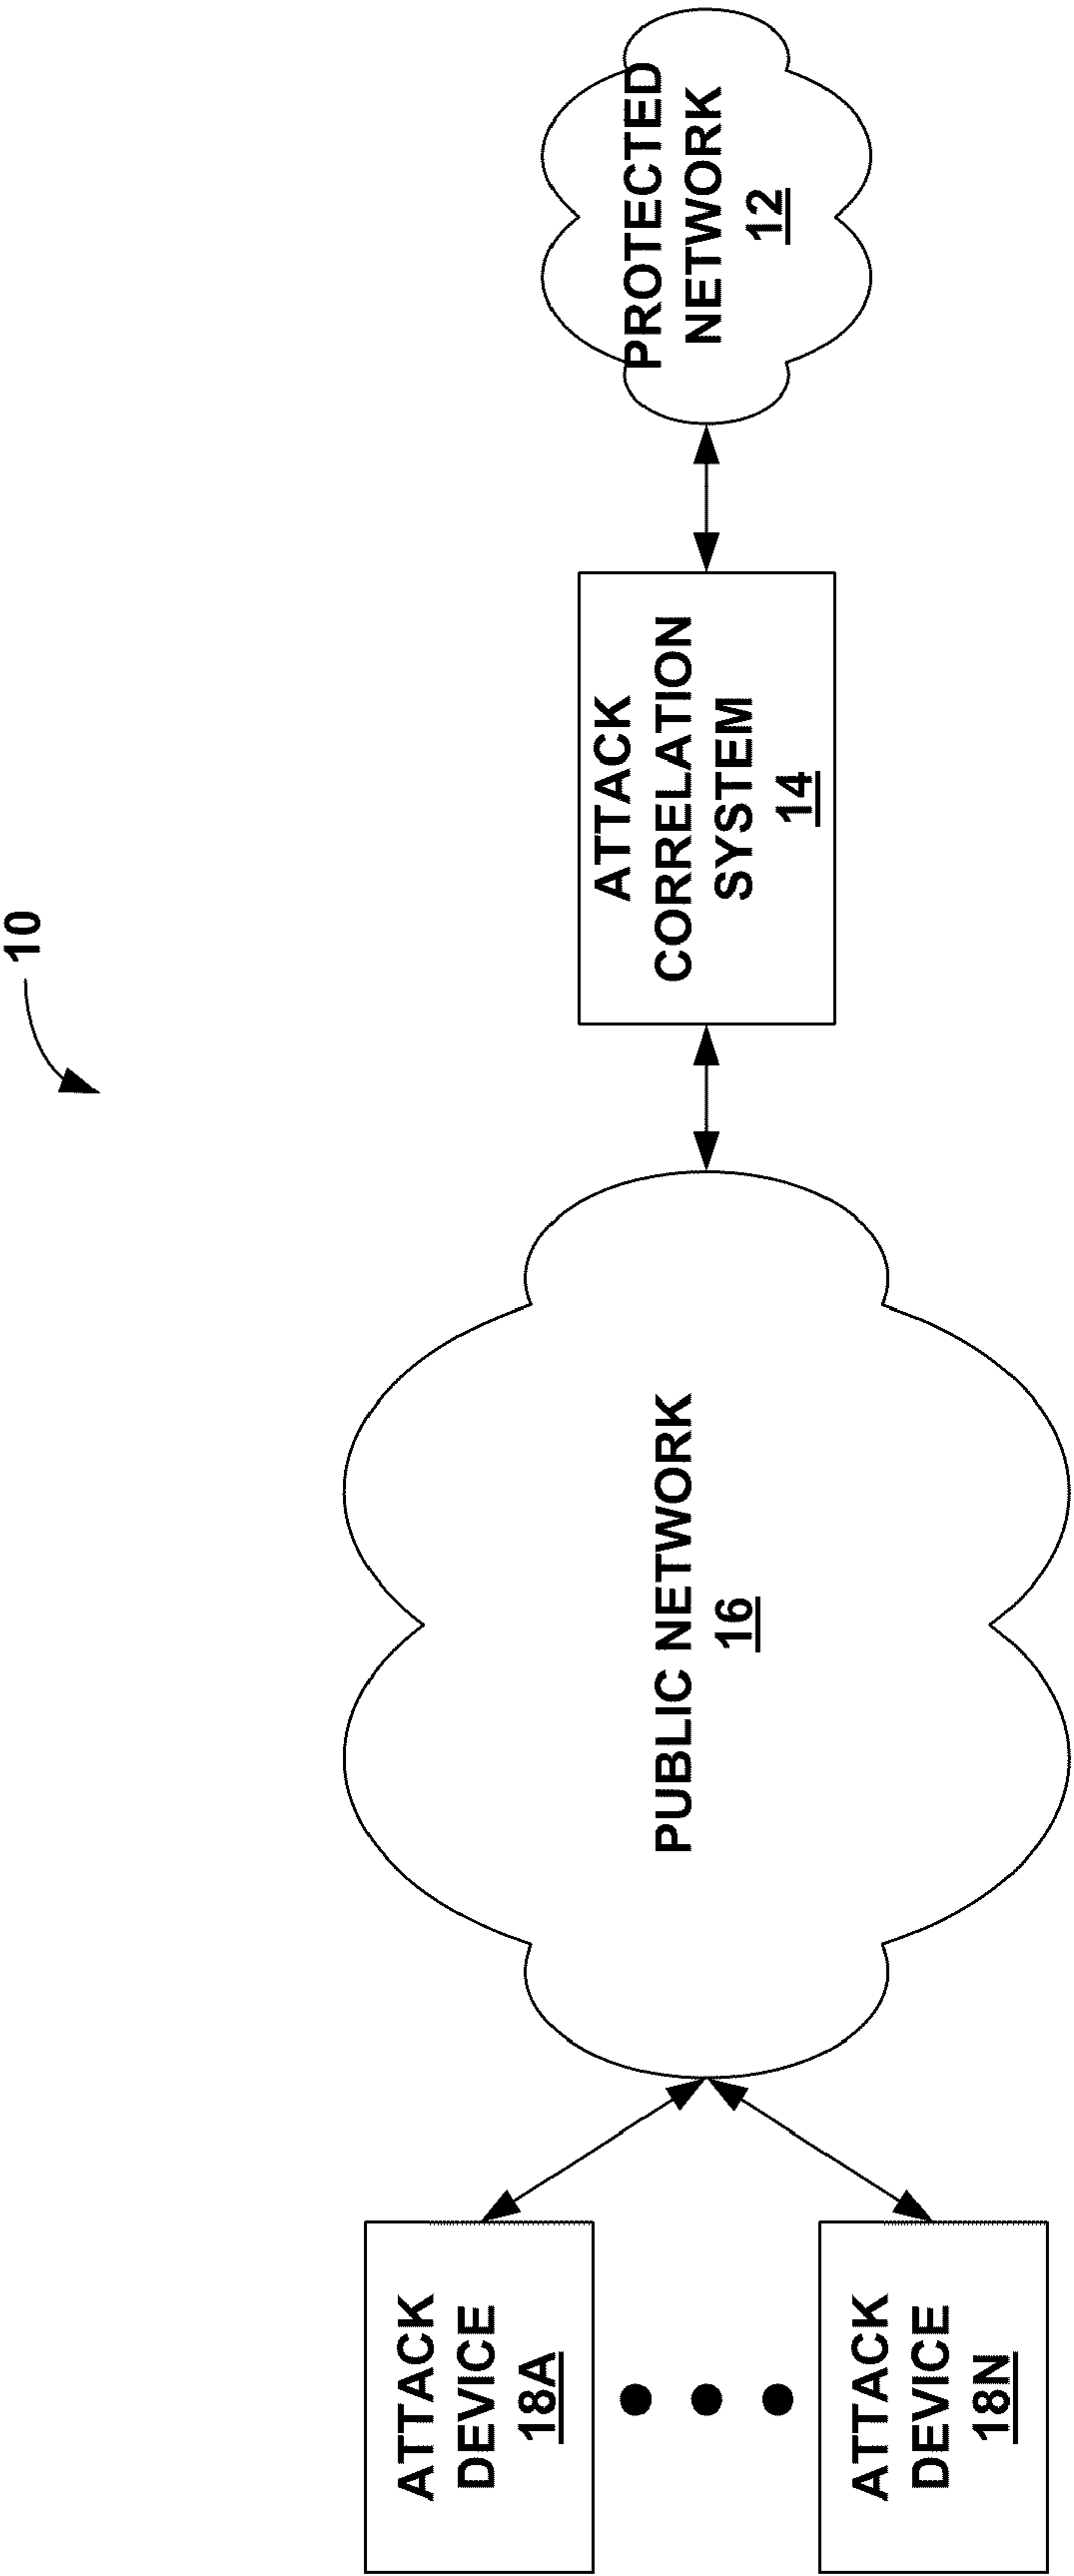 10
ATTACK
DEVICE
18A
ATTACK
DEVICE
18N
PUBLIC NETWORK
16
ATTACK
CORRELATION
SYSTEM
14
PROTECTED
NETWORK
12